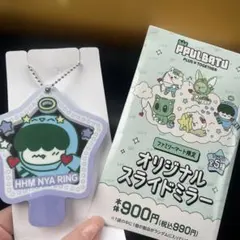 HHM NYA RING
PPULBATU
PLUV TOGETHER
ファミリーマート限定
オリジナル
スライドミラー
本体900円(税込990円)